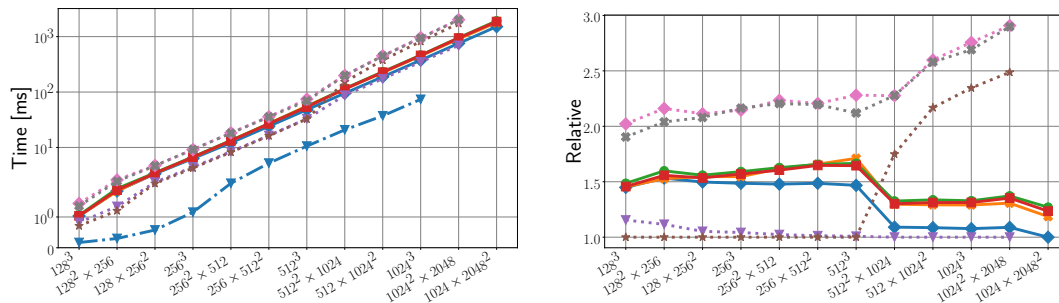 Time [ms]
10³
10²
10¹
10⁰
0
128³
128² × 256
128 × 256²
256³
256² × 512
256 × 512²
512³
512² × 1024
512 × 1024²
1024³
1024² × 2048
1024 × 2048²
Relative
3.0
2.5
2.0
1.5
1.0
128³
128² × 256
128 × 256²
256³
256² × 512
256 × 512²
512³
512² × 1024
512 × 1024²
1024³
1024² × 2048
1024 × 2048²